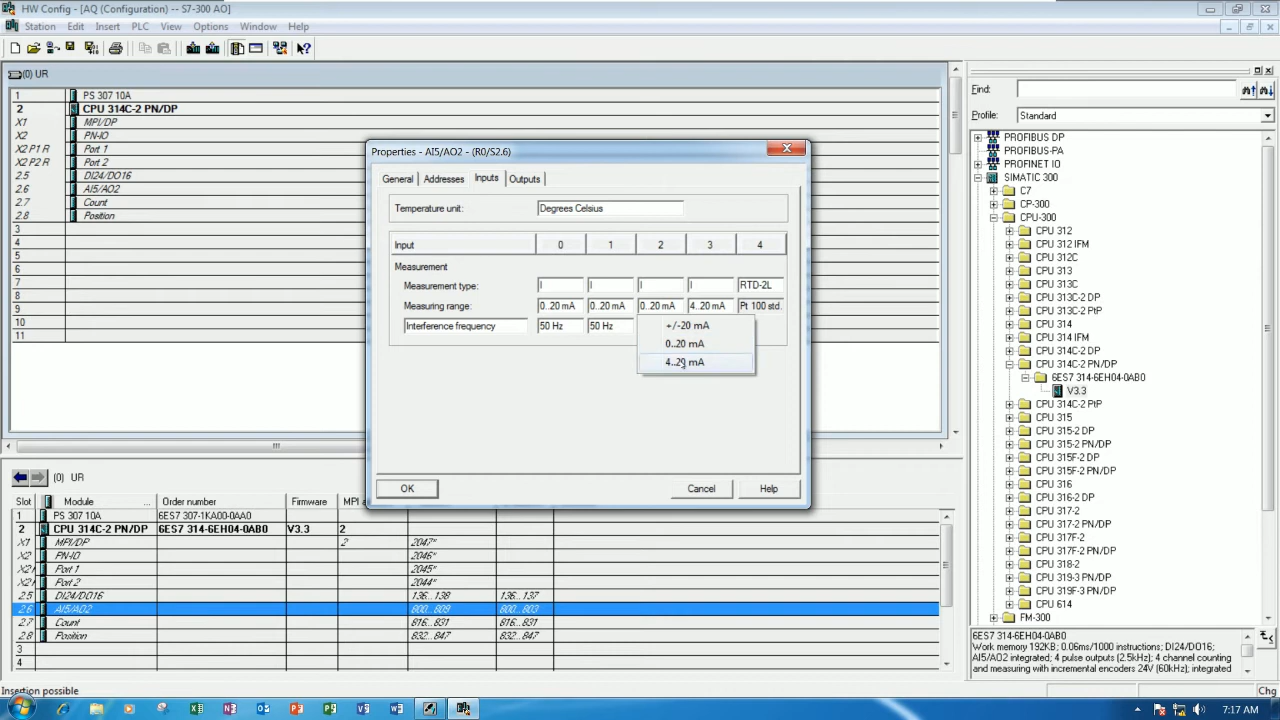 HW Config - [AQ (Configuration) -- S7-300 AO]
Station Edit Insert PLC View Options Window Help
(0) UR
1 PS 307 10A
2 CPU 314C-2 PN/DP
X1 MPI/DP
X2 PN-IO
X2 P1 R Port 1
X2 P2 R Port 2
2.5 DI24/DO16
2.6 AI5/AO2
2.7 Count
2.8 Position
3
4
5
6
7
8
9
10
11
Properties - AI5/AO2 - (R0/S2.6)
General Addresses Inputs Outputs
Temperature unit: Degrees Celsius
Input 0 1 2 3 4
Measurement
Measurement type: I I I I RTD-2L
Measuring range: 0..20 mA 0..20 mA 0..20 mA 4..20 mA Pt 100 std.
Interference frequency 50 Hz 50 Hz
+/-20 mA
0..20 mA
4..20 mA
OK Cancel Help
Find:
Profile: Standard
PROFIBUS DP
PROFIBUS-PA
PROFINET IO
SIMATIC 300
C7
CP-300
CPU-300
CPU 312
CPU 312 IFM
CPU 312C
CPU 313
CPU 313C
CPU 313C-2 DP
CPU 313C-2 PtP
CPU 314
CPU 314 IFM
CPU 314C-2 DP
CPU 314C-2 PN/DP
6ES7 314-6EH04-0AB0
V3.3
CPU 314C-2 PtP
CPU 315
CPU 315-2 DP
CPU 315-2 PN/DP
CPU 315F-2 DP
CPU 315F-2 PN/DP
CPU 316
CPU 316-2 DP
CPU 317-2
CPU 317-2 PN/DP
CPU 317F-2
CPU 317F-2 PN/DP
CPU 318-2
CPU 319-3 PN/DP
CPU 319F-3 PN/DP
CPU 614
FM-300
6ES7 314-6EH04-0AB0
Work memory 192KB; 0.06ms/1000 instructions; DI24/DO16;
AI5/AO2 integrated; 4 pulse outputs (2.5kHz); 4 channel counting
and measuring with incremental encoders 24V (60kHz); integrated
(0) UR
Slot Module ... Order number Firmware MPI
1 PS 307 10A 6ES7 307-1KA00-0AA0
2 CPU 314C-2 PN/DP 6ES7 314-6EH04-0AB0 V3.3 2
X1 MPI/DP 2 2047*
X2 PN-IO 2046*
X2 Port 1 2045*
X2 Port 2 2044*
2.5 DI24/DO16 136...138 136...137
2.6 AI5/AO2 800...809 800...803
2.7 Count 816...831 816...831
2.8 Position 832...847 832...847
3
4
Insertion possible
Chg
7:17 AM